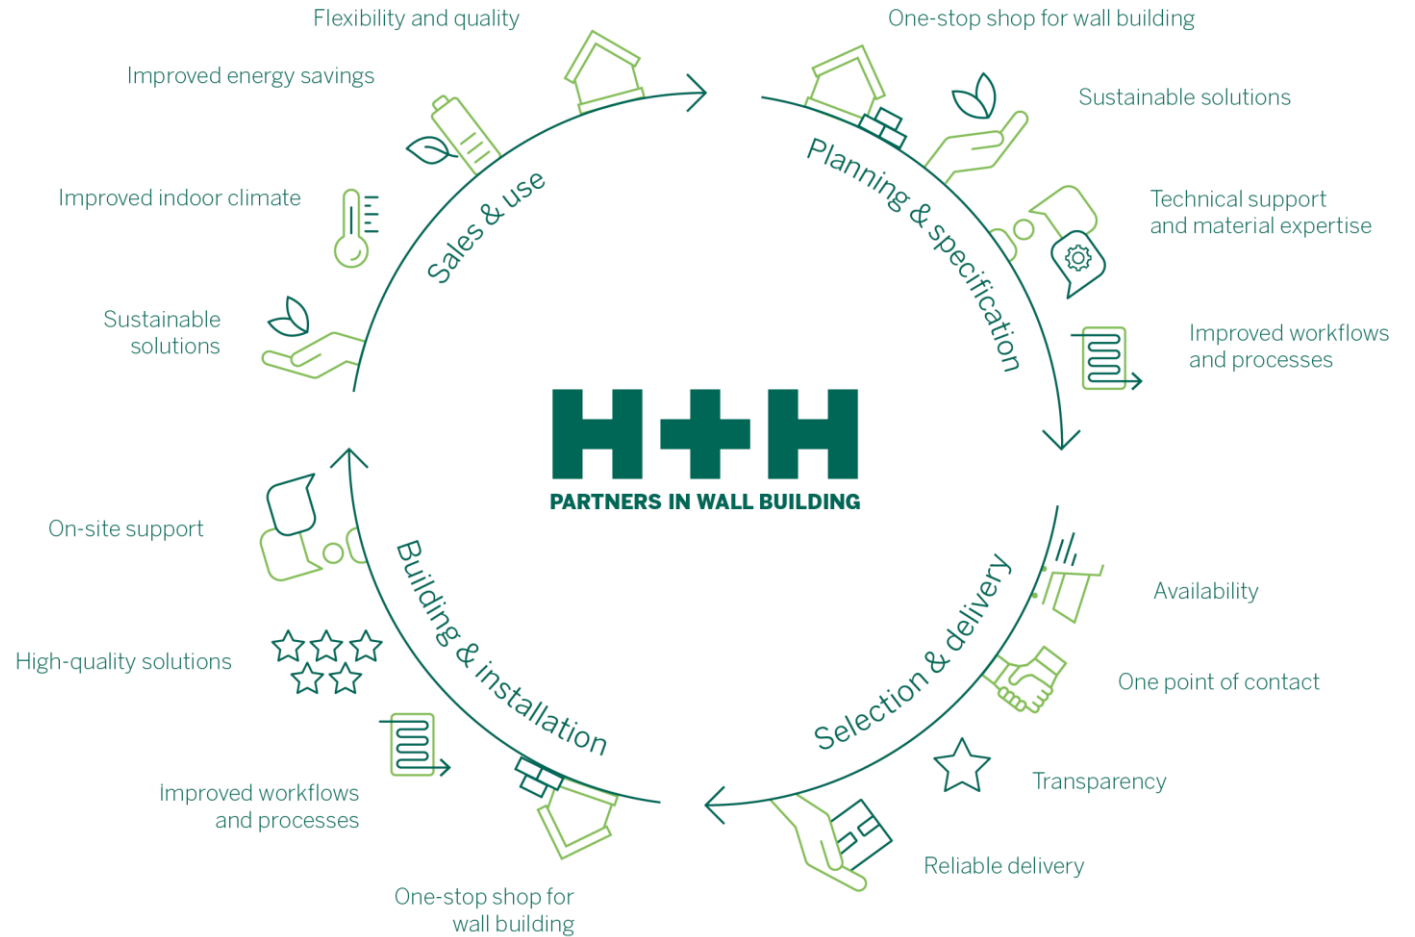 Flexibility and quality
One-stop shop for wall building
Improved energy savings
Sustainable solutions
Improved indoor climate
Technical support
and material expertise
Sustainable
solutions
Improved workflows
and processes
Sales & use
Planning & specification
H+H
PARTNERS IN WALL BUILDING
On-site support
Building & installation
Selection & delivery
Availability
High-quality solutions
One point of contact
Transparency
Improved workflows
and processes
Reliable delivery
One-stop shop for
wall building